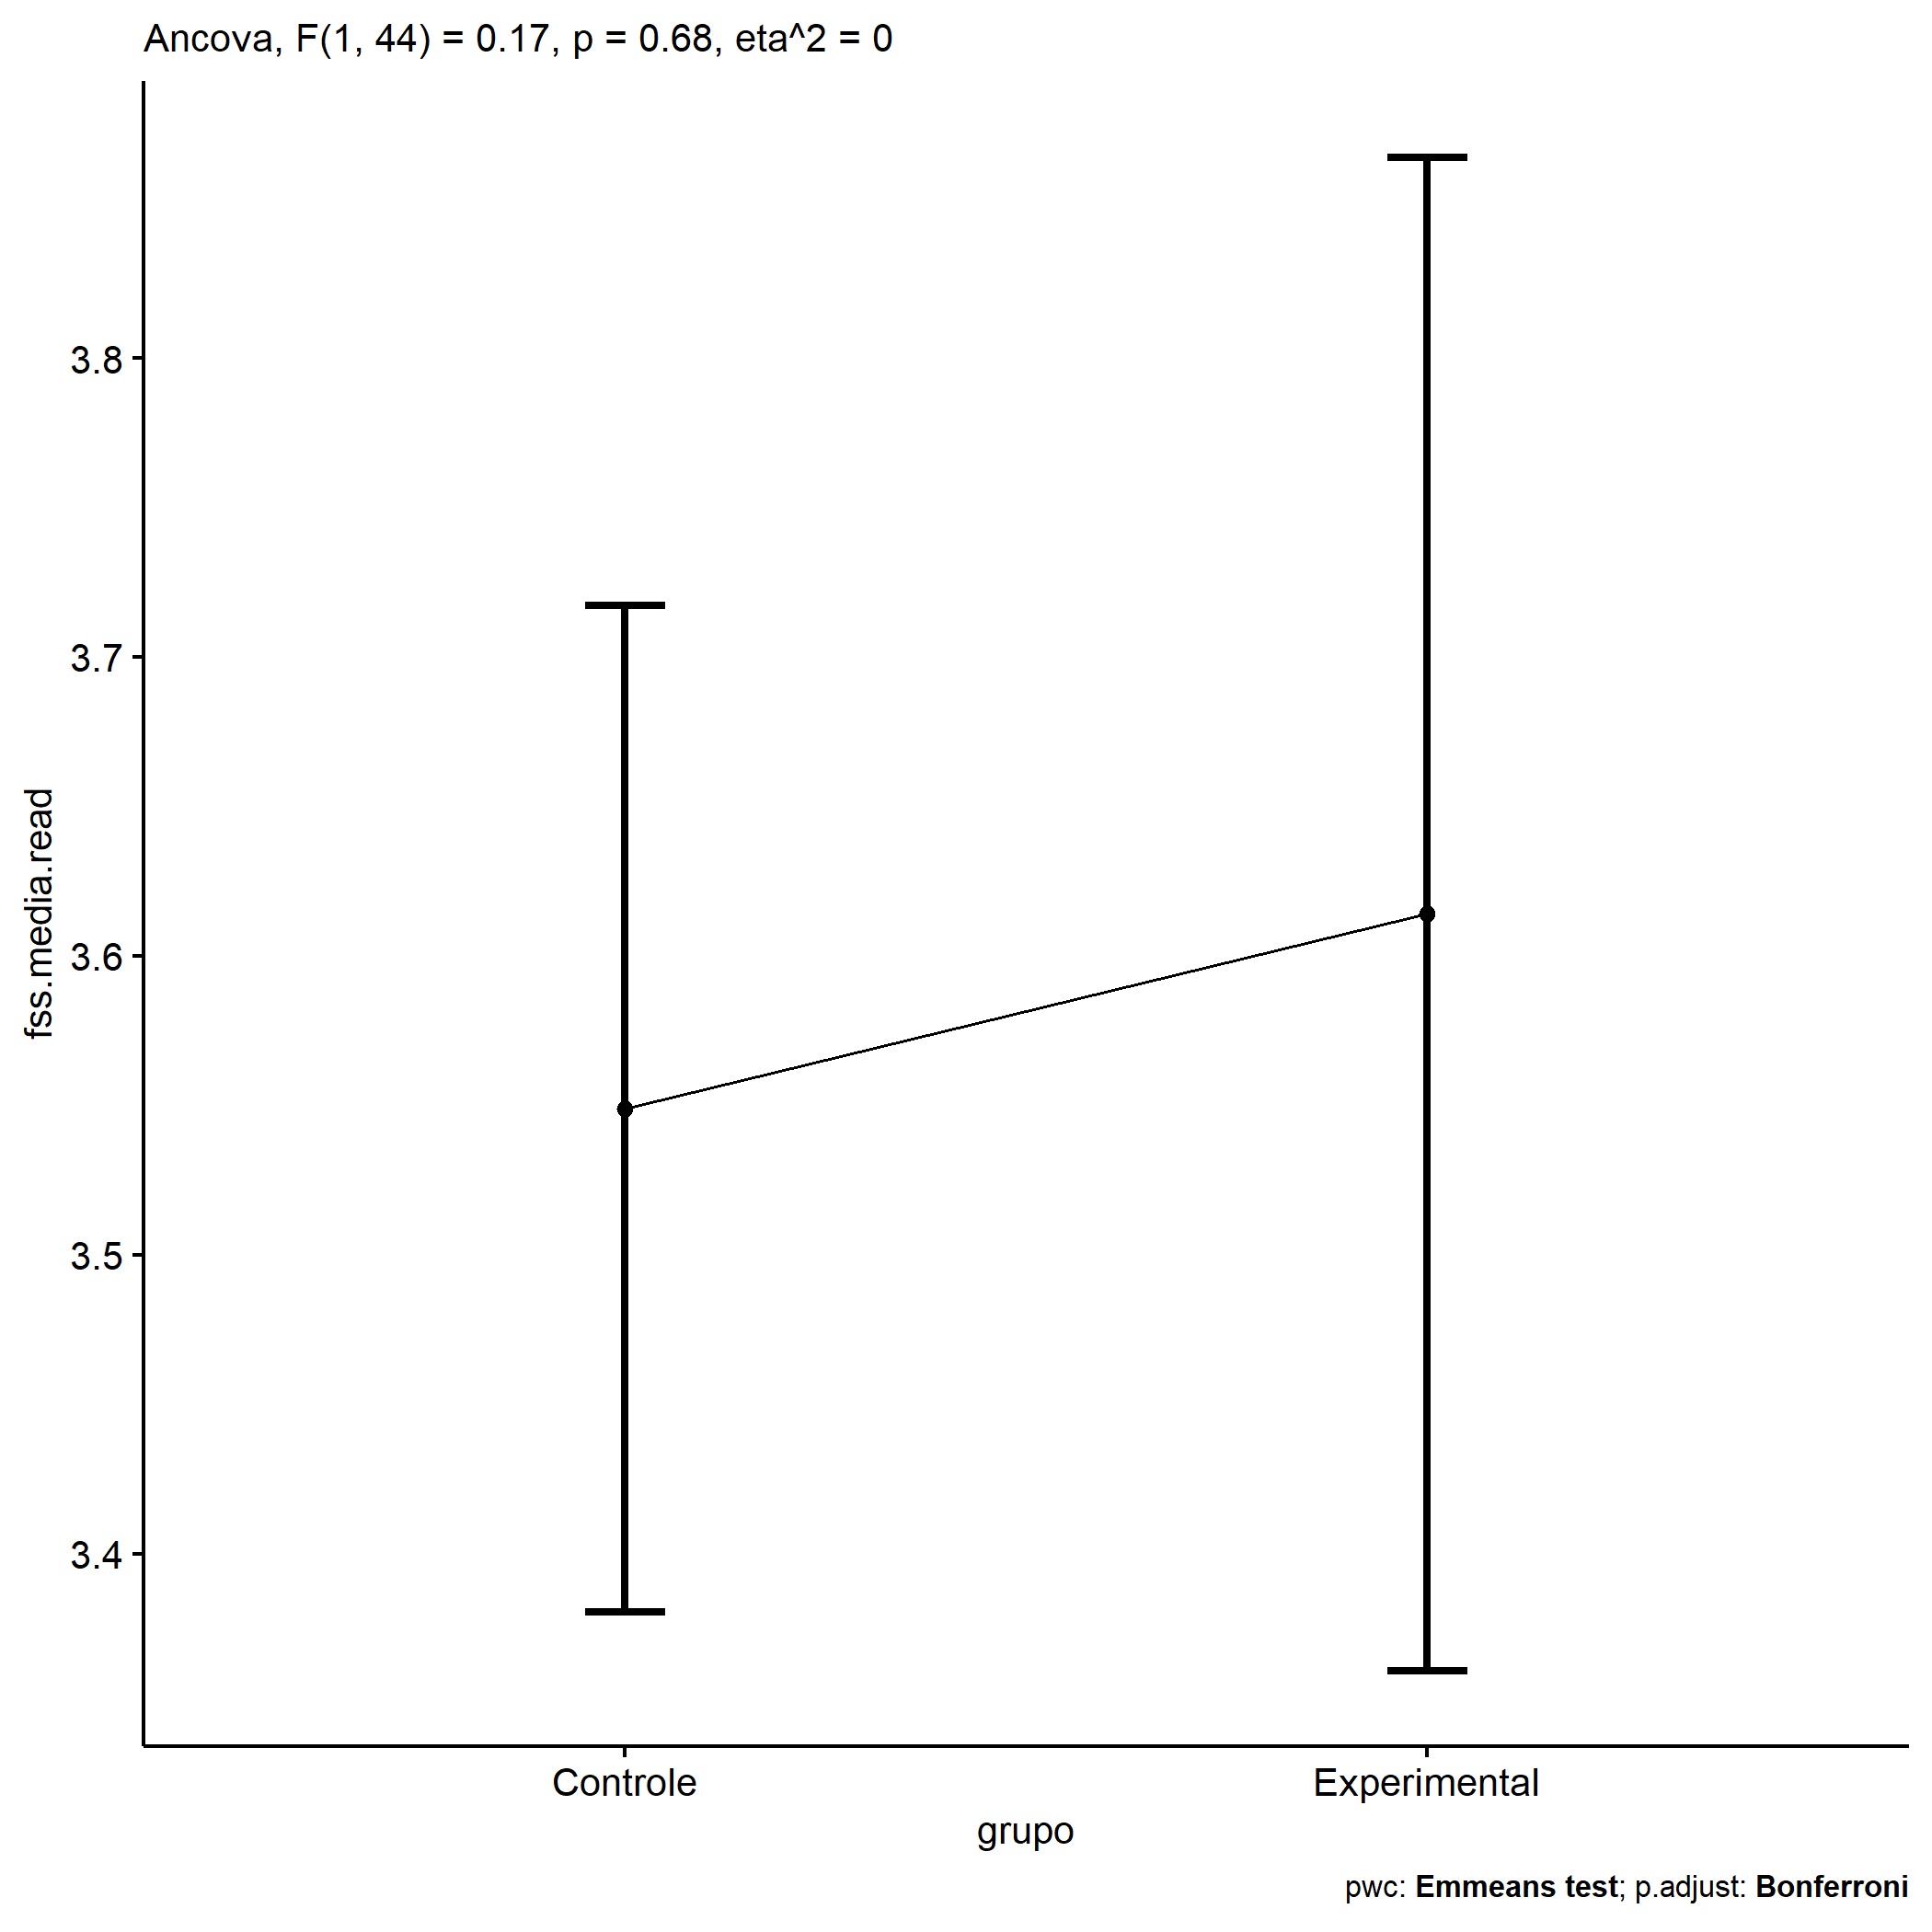 Ancova, F(1, 44) = 0.17, p = 0.68, eta^2 = 0
fss.media.read
3.8
3.7
3.6
3.5
3.4
Controle
Experimental
grupo
pwc: Emmeans test; p.adjust: Bonferroni